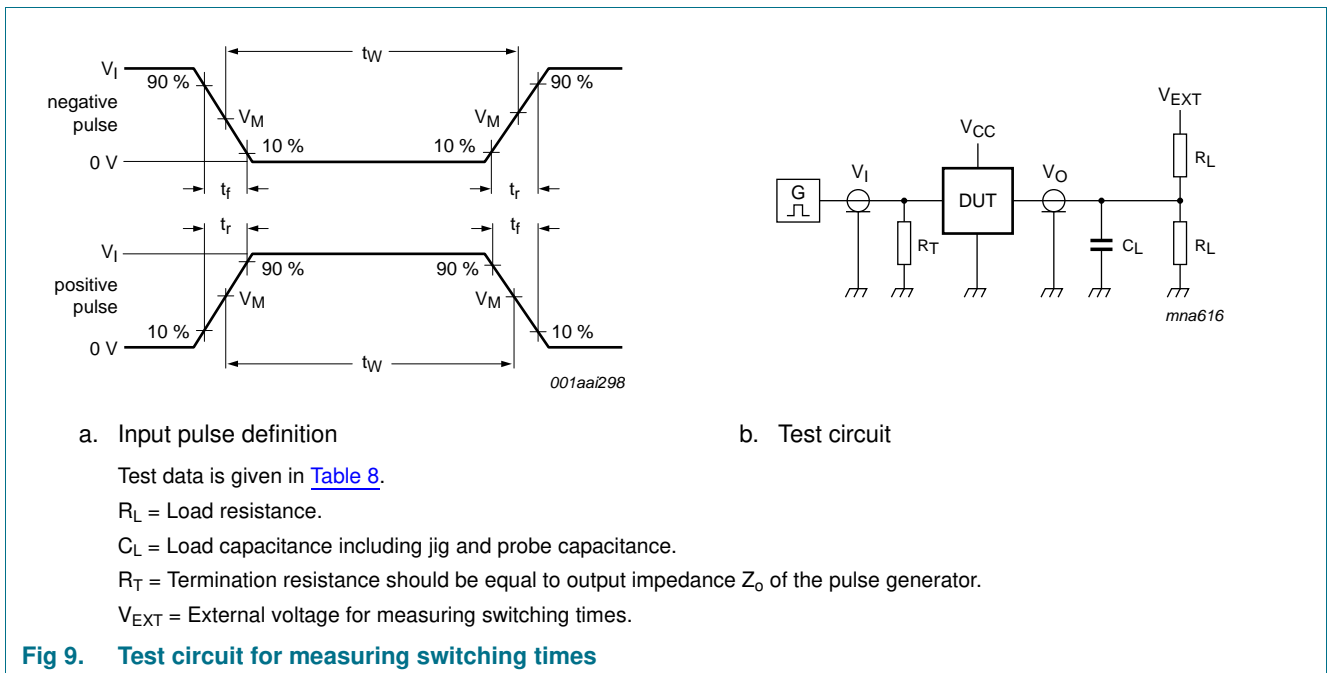 tW
VI
90 %
90 %
negative
pulse
VM
VM
10 %
10 %
0 V
tf
tr
tr
tf
VI
90 %
90 %
positive
pulse
VM
VM
10 %
10 %
0 V
tW
001aai298
VEXT
VCC
RL
VI
VO
G
DUT
RT
CL
RL
mna616
a. Input pulse definition
b. Test circuit
Test data is given in Table 8.
RL = Load resistance.
CL = Load capacitance including jig and probe capacitance.
RT = Termination resistance should be equal to output impedance Zo of the pulse generator.
VEXT = External voltage for measuring switching times.
Fig 9. Test circuit for measuring switching times